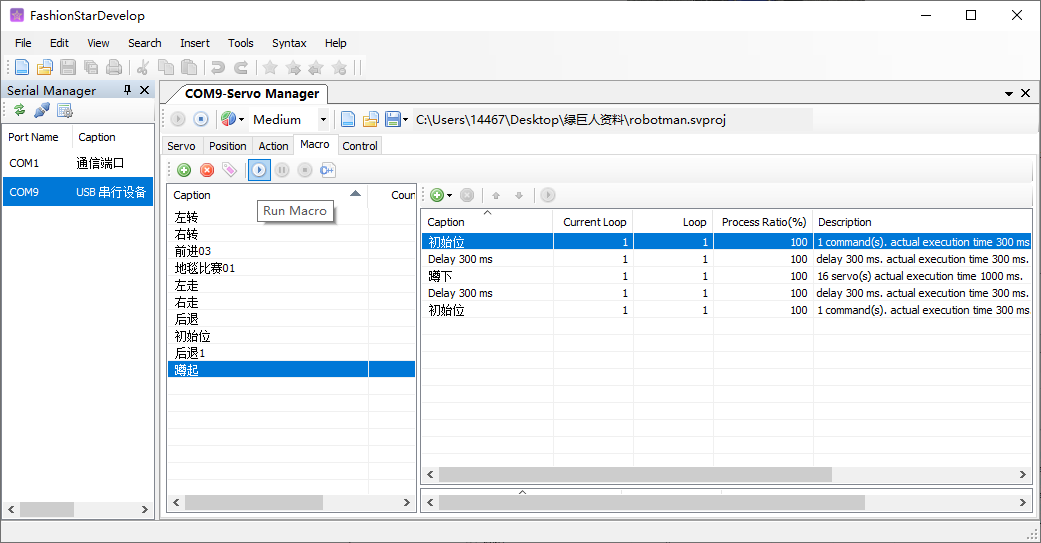 FashionStarDevelop
File Edit View Search Insert Tools Syntax Help
Serial Manager
Port Name Caption
COM1 通信端口
COM9 USB 串行设备
COM9-Servo Manager
Medium C:\Users\14467\Desktop\绿巨人资料\robotman.svproj
Servo Position Action Macro Control
Caption Coun
左转
右转
前进03
地毯比赛01
左走
右走
后退
初始位
后退1
蹲起
Run Macro
Caption Current Loop Loop Process Ratio(%) Description
初始位 1 1 100 1 command(s). actual execution time 300 ms
Delay 300 ms 1 1 100 delay 300 ms. actual execution time 300 ms.
蹲下 1 1 100 16 servo(s) actual execution time 1000 ms.
Delay 300 ms 1 1 100 delay 300 ms. actual execution time 300 ms.
初始位 1 1 100 1 command(s). actual execution time 300 ms